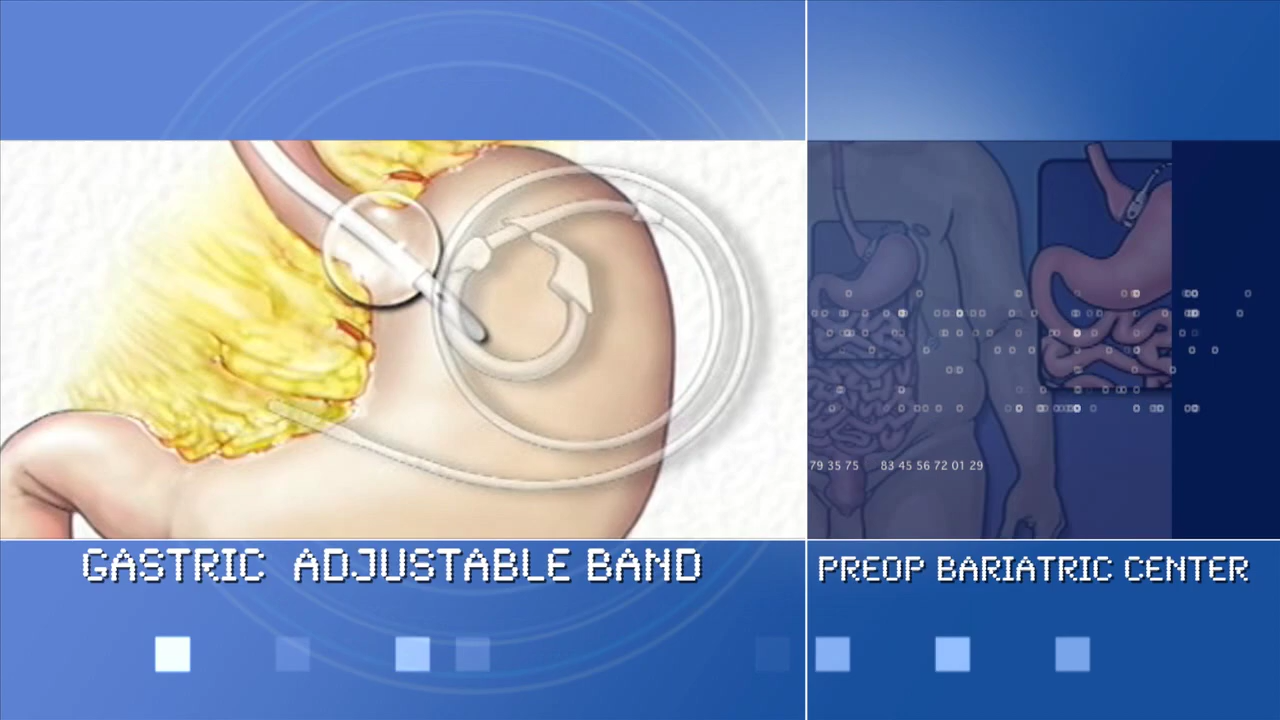 79 35 75 83 45 56 72 01 29
GASTRIC ADJUSTABLE BAND
PREOP BARIATRIC CENTER